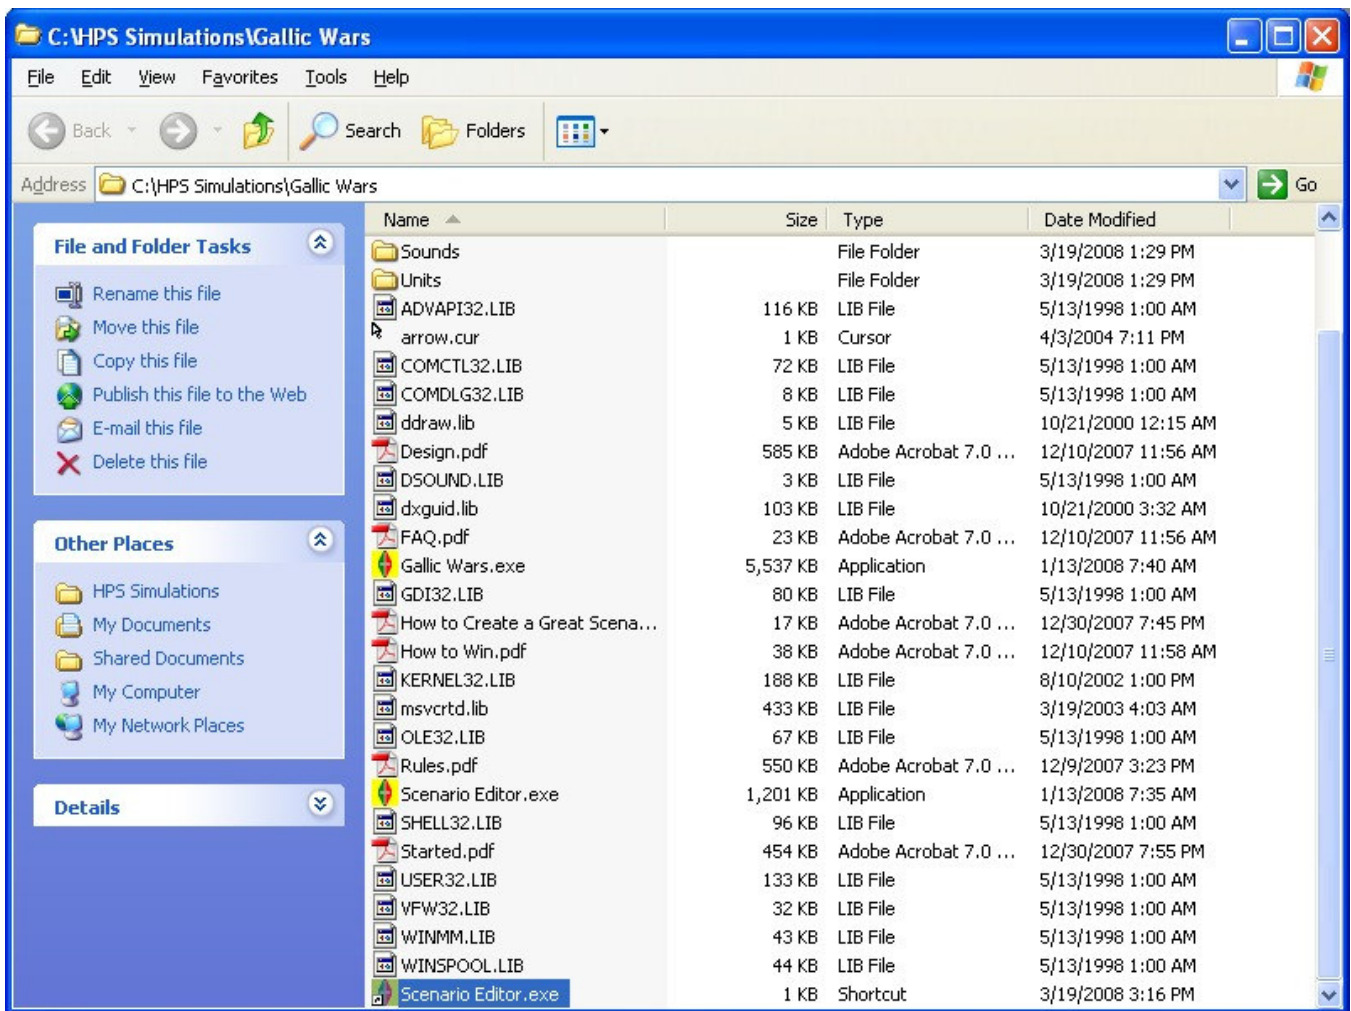 C:\HPS Simulations\Gallic Wars
File Edit View Favorites Tools Help
Back Search Folders
Address C:\HPS Simulations\Gallic Wars Go
File and Folder Tasks
Rename this file
Move this file
Copy this file
Publish this file to the Web
E-mail this file
Delete this file
Other Places
HPS Simulations
My Documents
Shared Documents
My Computer
My Network Places
Details
Name Size Type Date Modified
Sounds File Folder 3/19/2008 1:29 PM
Units File Folder 3/19/2008 1:29 PM
ADVAPI32.LIB 116 KB LIB File 5/13/1998 1:00 AM
arrow.cur 1 KB Cursor 4/3/2004 7:11 PM
COMCTL32.LIB 72 KB LIB File 5/13/1998 1:00 AM
COMDLG32.LIB 8 KB LIB File 5/13/1998 1:00 AM
ddraw.lib 5 KB LIB File 10/21/2000 12:15 AM
Design.pdf 585 KB Adobe Acrobat 7.0 ... 12/10/2007 11:56 AM
DSOUND.LIB 3 KB LIB File 5/13/1998 1:00 AM
dxguid.lib 103 KB LIB File 10/21/2000 3:32 AM
FAQ.pdf 23 KB Adobe Acrobat 7.0 ... 12/10/2007 11:56 AM
Gallic Wars.exe 5,537 KB Application 1/13/2008 7:40 AM
GDI32.LIB 80 KB LIB File 5/13/1998 1:00 AM
How to Create a Great Scena... 17 KB Adobe Acrobat 7.0 ... 12/30/2007 7:45 PM
How to Win.pdf 38 KB Adobe Acrobat 7.0 ... 12/10/2007 11:58 AM
KERNEL32.LIB 188 KB LIB File 8/10/2002 1:00 PM
msvcrtd.lib 433 KB LIB File 3/19/2003 4:03 AM
OLE32.LIB 67 KB LIB File 5/13/1998 1:00 AM
Rules.pdf 550 KB Adobe Acrobat 7.0 ... 12/9/2007 3:23 PM
Scenario Editor.exe 1,201 KB Application 1/13/2008 7:35 AM
SHELL32.LIB 96 KB LIB File 5/13/1998 1:00 AM
Started.pdf 454 KB Adobe Acrobat 7.0 ... 12/30/2007 7:55 PM
USER32.LIB 133 KB LIB File 5/13/1998 1:00 AM
VFW32.LIB 32 KB LIB File 5/13/1998 1:00 AM
WINMM.LIB 43 KB LIB File 5/13/1998 1:00 AM
WINSPOOL.LIB 44 KB LIB File 5/13/1998 1:00 AM
Scenario Editor.exe 1 KB Shortcut 3/19/2008 3:16 PM